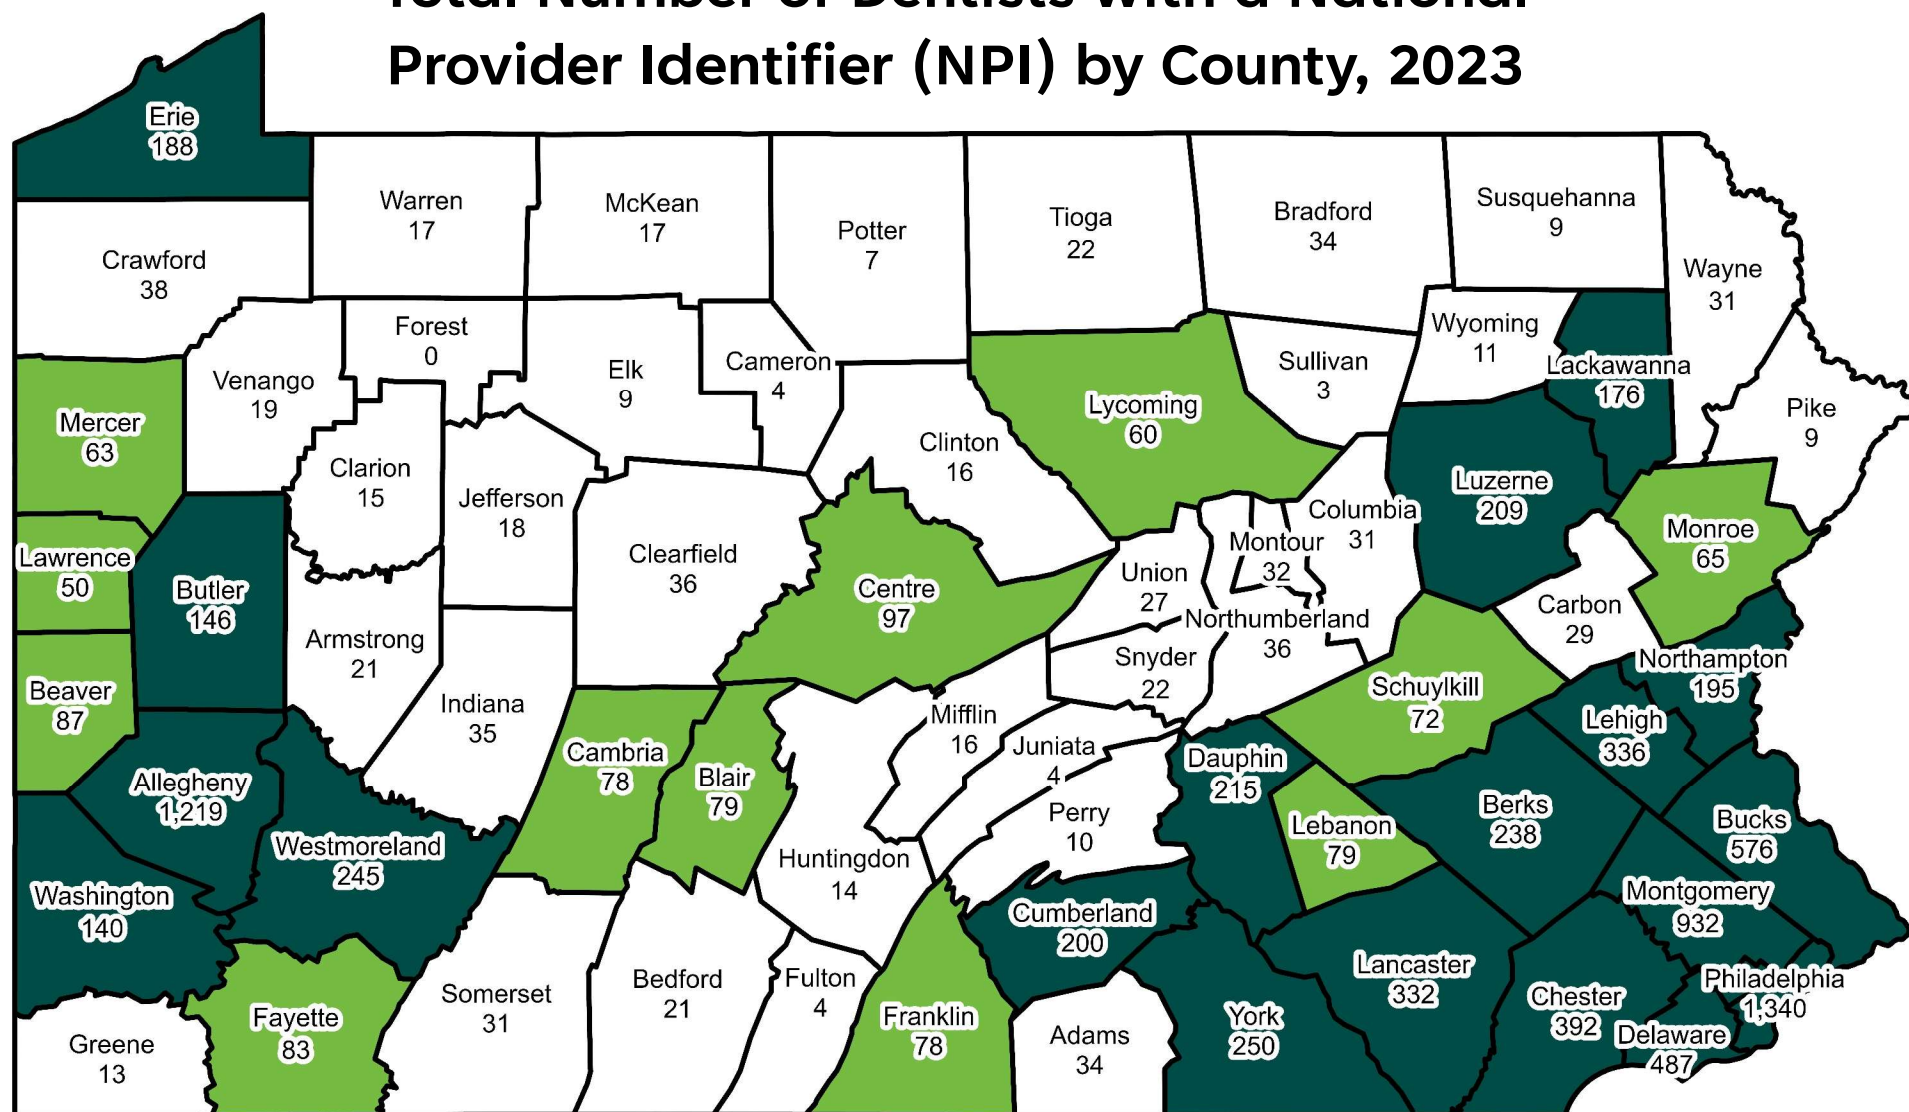 Total Number of Dentists with a National
Provider Identifier (NPI) by County, 2023
Erie
188
Warren
17
McKean
17
Potter
7
Tioga
22
Bradford
34
Susquehanna
9
Wayne
31
Crawford
38
Forest
0
Elk
9
Cameron
4
Sullivan
3
Wyoming
11
Lackawanna
176
Pike
9
Mercer
63
Venango
19
Clarion
15
Jefferson
18
Clinton
16
Lycoming
60
Columbia
31
Luzerne
209
Monroe
65
Lawrence
50
Butler
146
Armstrong
21
Clearfield
36
Centre
97
Union
27
Montour
32
Northumberland
36
Carbon
29
Northampton
195
Beaver
87
Indiana
35
Snyder
22
Schuylkill
72
Lehigh
336
Allegheny
1,219
Westmoreland
245
Cambria
78
Blair
79
Mifflin
16
Juniata
4
Perry
10
Dauphin
215
Lebanon
79
Berks
238
Bucks
576
Washington
140
Huntingdon
14
Cumberland
200
Montgomery
932
Greene
13
Fayette
83
Somerset
31
Bedford
21
Fulton
4
Franklin
78
Adams
34
York
250
Lancaster
332
Chester
392
Delaware
487
Philadelphia
1,340